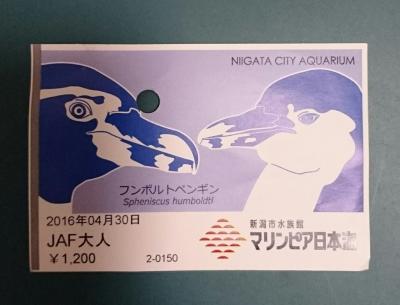 NIIGATA CITY AQUARIUM
フンボルトペンギン
Spheniscus humboldti
2016年04月30日
JAF大人
￥1,200
2-0150
新潟市水族館
マリンピア日本海